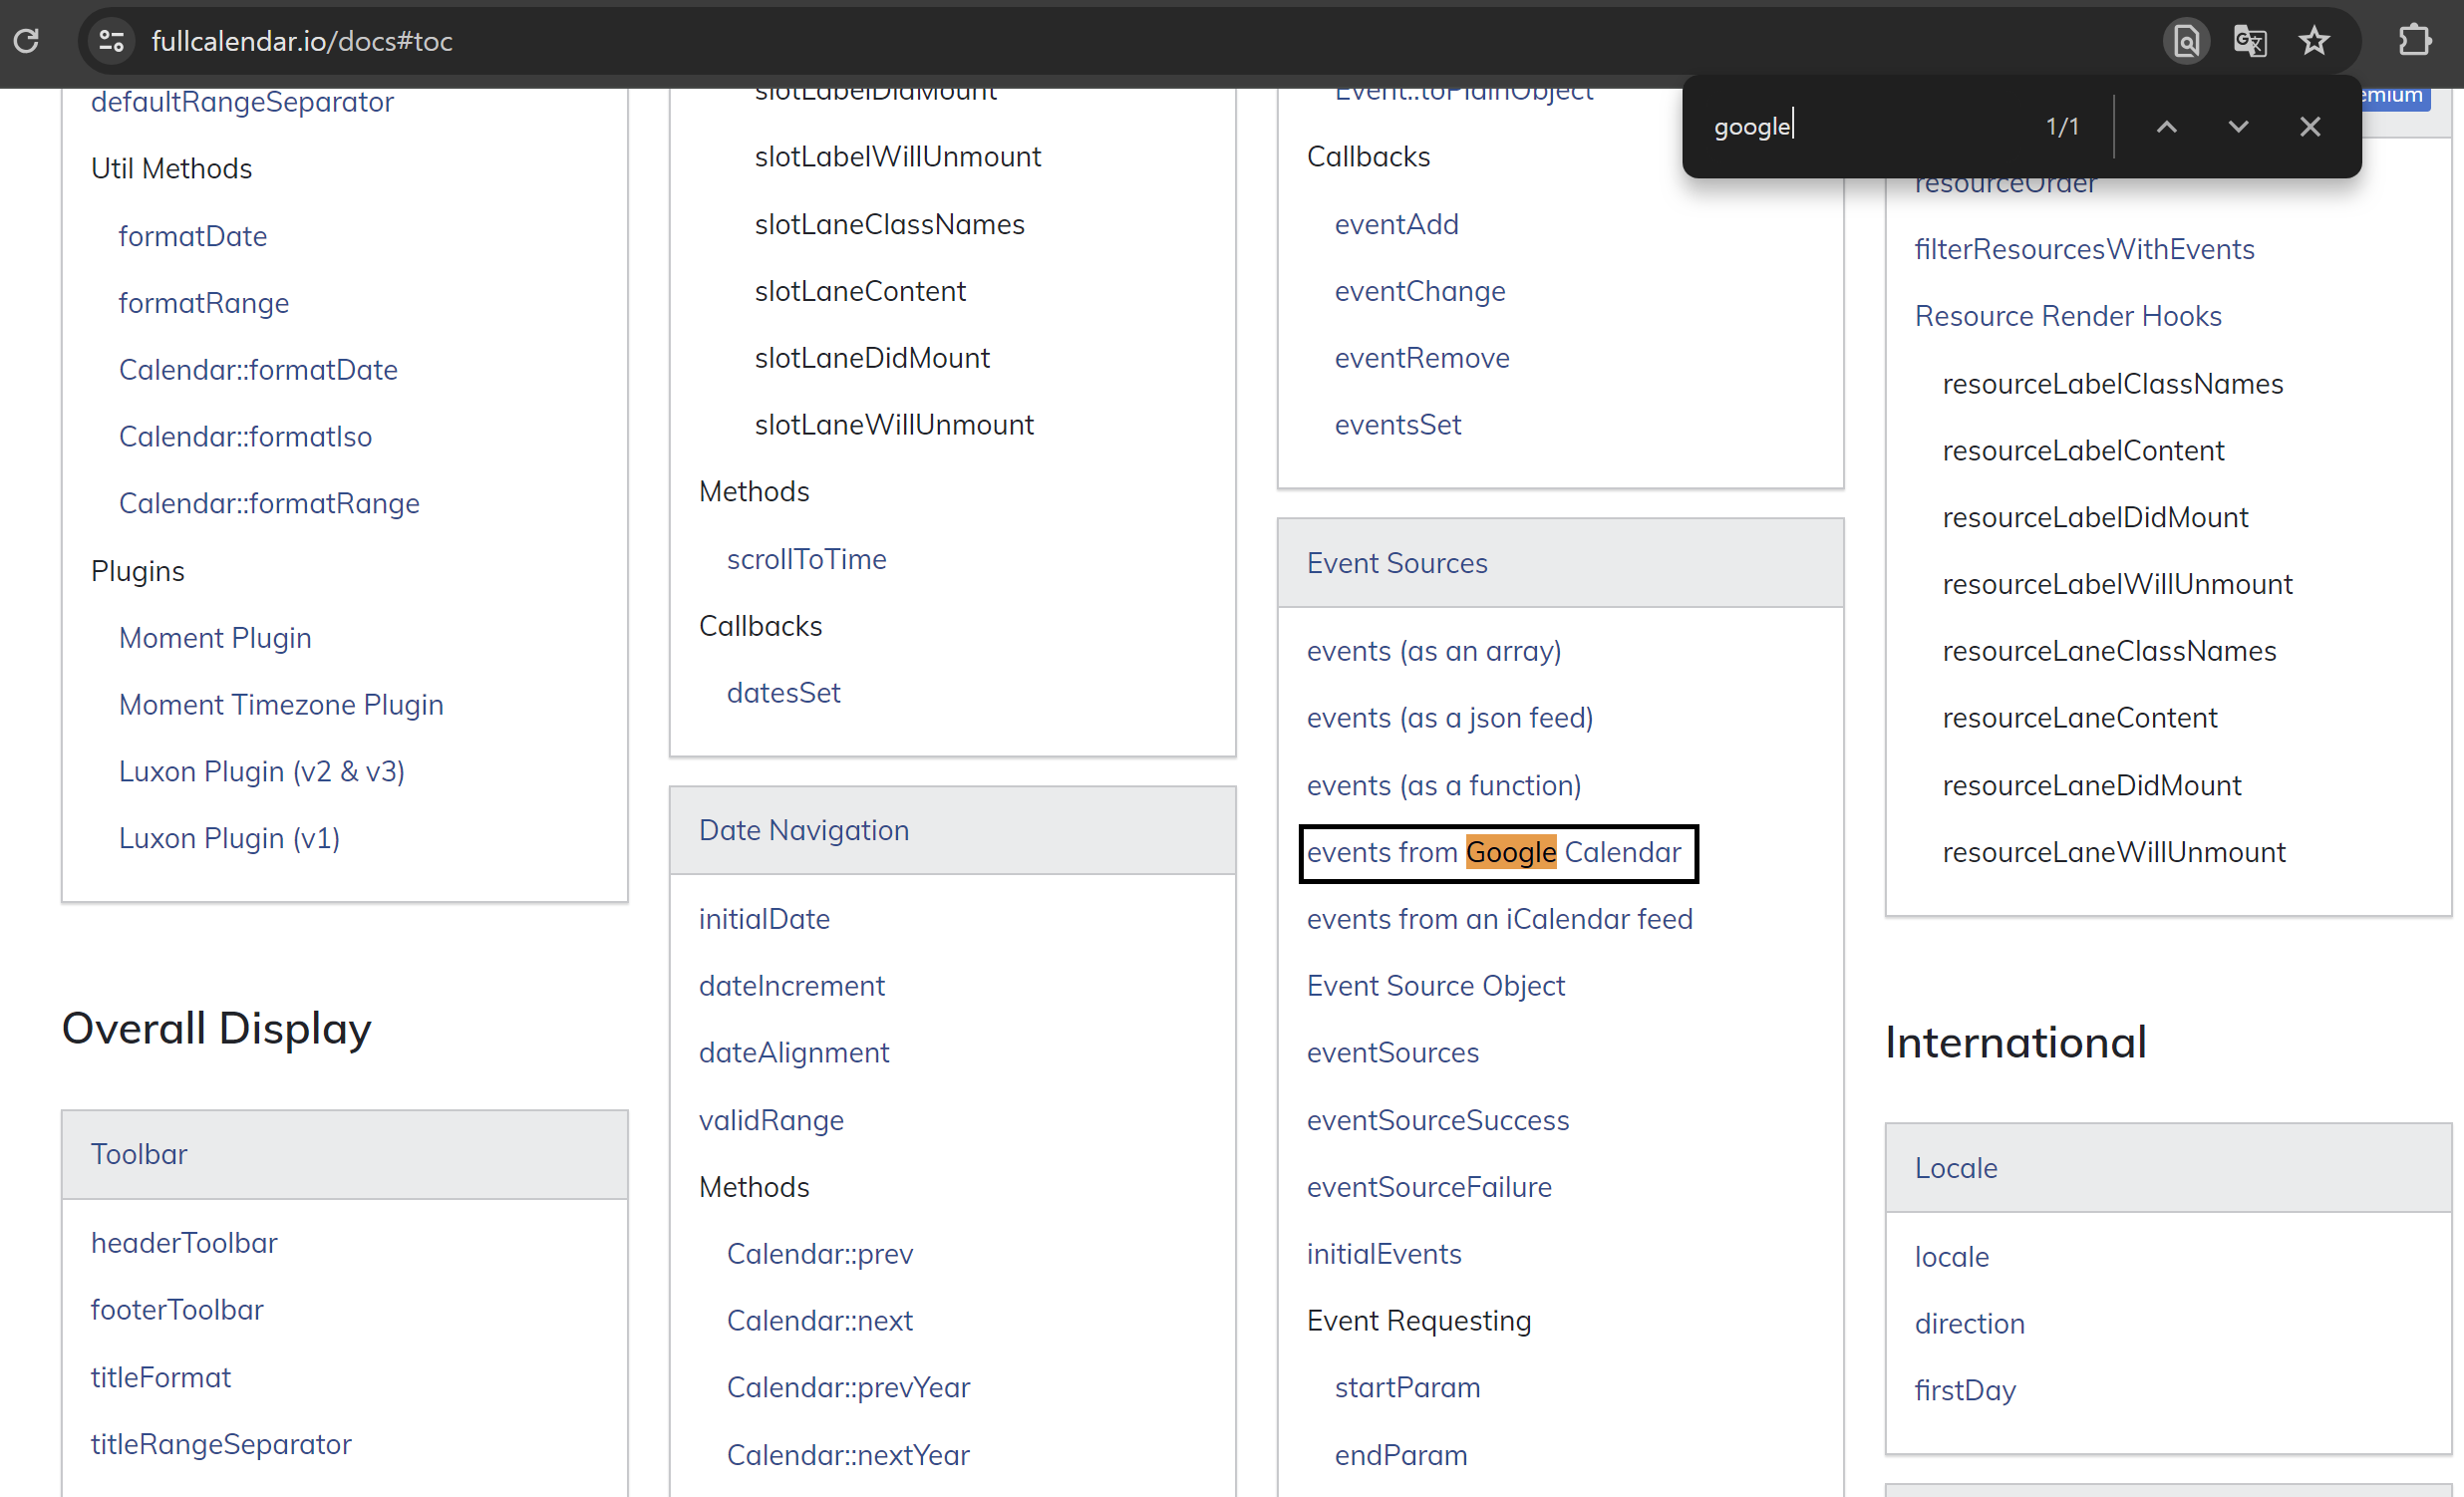 fullcalendar.io/docs#toc
google
1/1
defaultRangeSeparator
Util Methods
formatDate
formatRange
Calendar::formatDate
Calendar::formatIso
Calendar::formatRange
Plugins
Moment Plugin
Moment Timezone Plugin
Luxon Plugin (v2 & v3)
Luxon Plugin (v1)
Overall Display
Toolbar
headerToolbar
footerToolbar
titleFormat
titleRangeSeparator
slotLabelDidMount
slotLabelWillUnmount
slotLaneClassNames
slotLaneContent
slotLaneDidMount
slotLaneWillUnmount
Methods
scrollToTime
Callbacks
datesSet
Date Navigation
initialDate
dateIncrement
dateAlignment
validRange
Methods
Calendar::prev
Calendar::next
Calendar::prevYear
Calendar::nextYear
Event::toPlainObject
Callbacks
eventAdd
eventChange
eventRemove
eventsSet
Event Sources
events (as an array)
events (as a json feed)
events (as a function)
events from Google Calendar
events from an iCalendar feed
Event Source Object
eventSources
eventSourceSuccess
eventSourceFailure
initialEvents
Event Requesting
startParam
endParam
emium
resourceOrder
filterResourcesWithEvents
Resource Render Hooks
resourceLabelClassNames
resourceLabelContent
resourceLabelDidMount
resourceLabelWillUnmount
resourceLaneClassNames
resourceLaneContent
resourceLaneDidMount
resourceLaneWillUnmount
International
Locale
locale
direction
firstDay